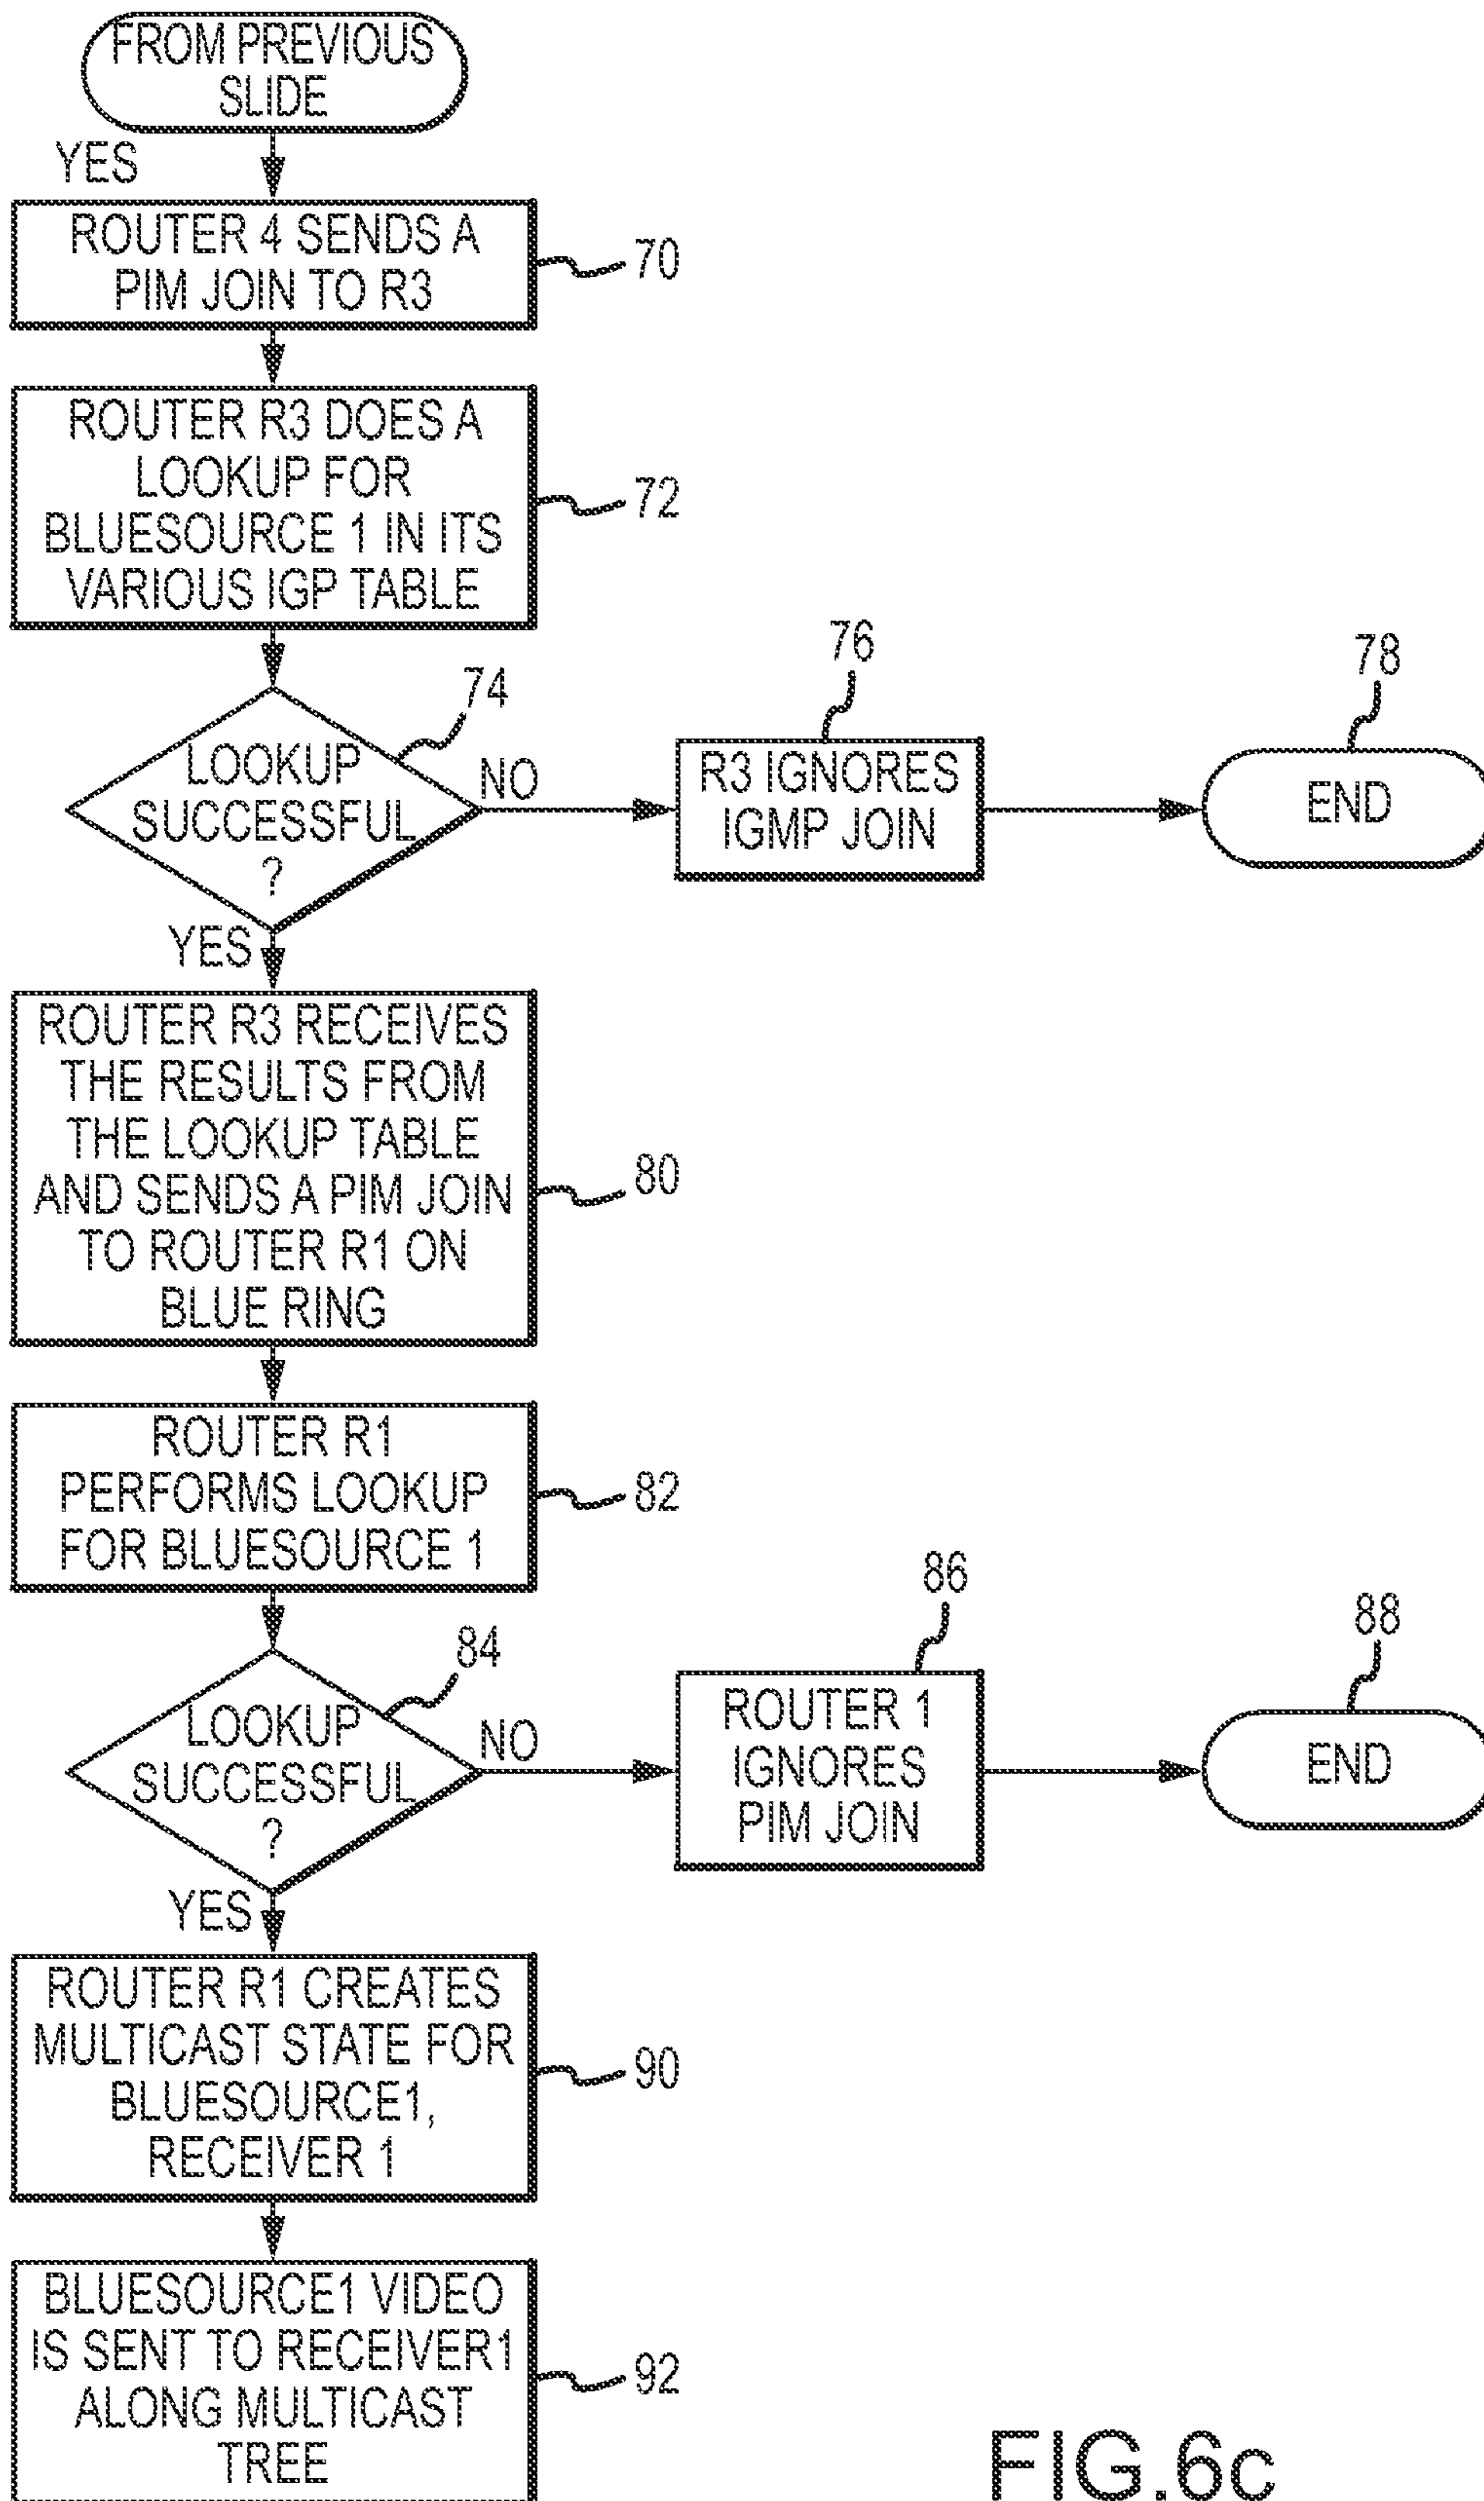 FROM PREVIOUS
SLIDE
YES
ROUTER 4 SENDS A
PIM JOIN TO R3
70
ROUTER R3 DOES A
LOOKUP FOR
BLUESOURCE 1 IN ITS
VARIOUS IGP TABLE
72
74
LOOKUP
SUCCESSFUL
?
NO
76
R3 IGNORES
IGMP JOIN
78
END
YES
ROUTER R3 RECEIVES
THE RESULTS FROM
THE LOOKUP TABLE
AND SENDS A PIM JOIN
TO ROUTER R1 ON
BLUE RING
80
ROUTER R1
PERFORMS LOOKUP
FOR BLUESOURCE 1
82
84
LOOKUP
SUCCESSFUL
?
NO
86
ROUTER 1
IGNORES
PIM JOIN
88
END
YES
ROUTER R1 CREATES
MULTICAST STATE FOR
BLUESOURCE1,
RECEIVER 1
90
BLUESOURCE1 VIDEO
IS SENT TO RECEIVER1
ALONG MULTICAST
TREE
92
FIG.6c